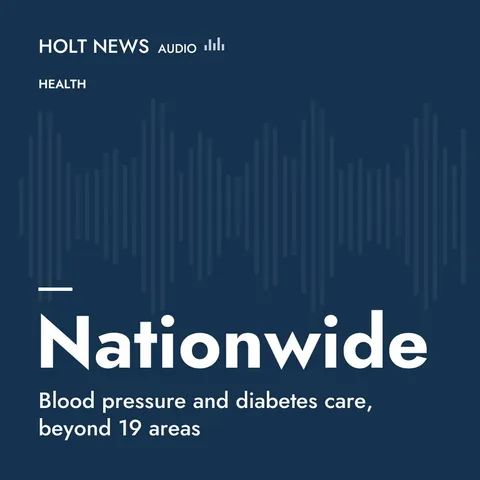 HOLT NEWS AUDIO
HEALTH
Nationwide
Blood pressure and diabetes care,
beyond 19 areas